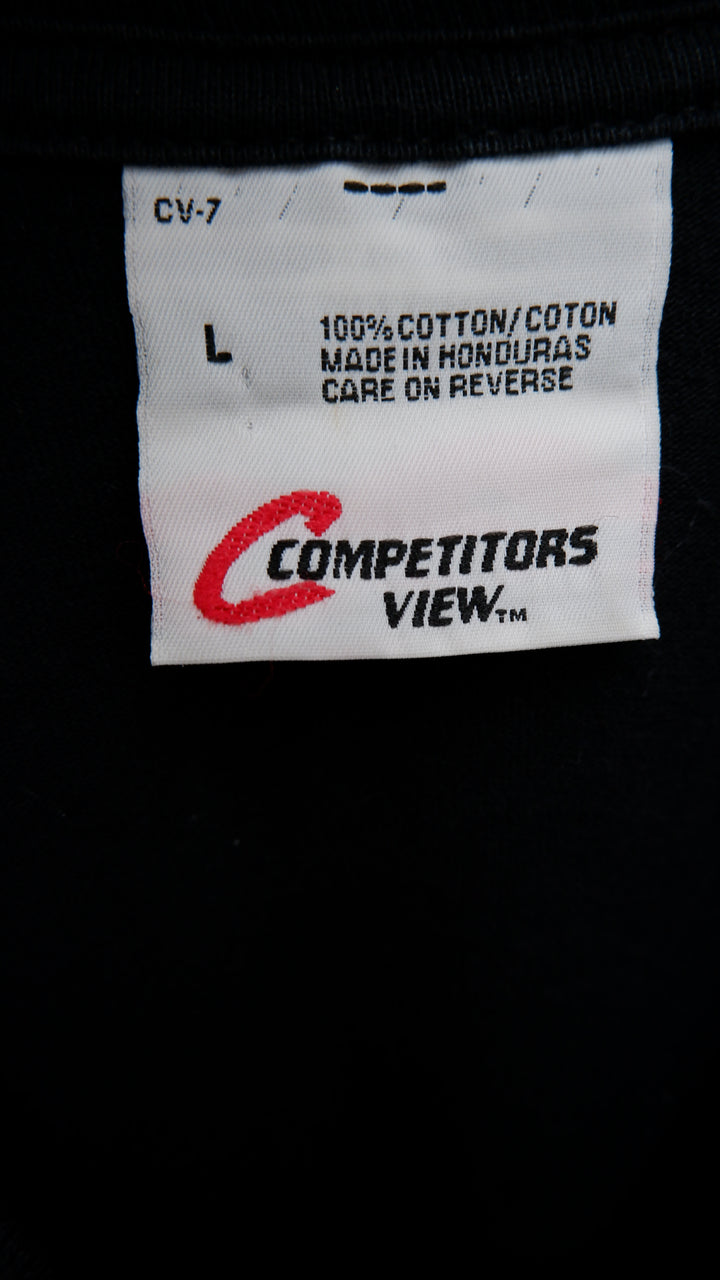 CV-7
L
100% COTTON/COTON
MADE IN HONDURAS
CARE ON REVERSE
C COMPETITORS
VIEW™